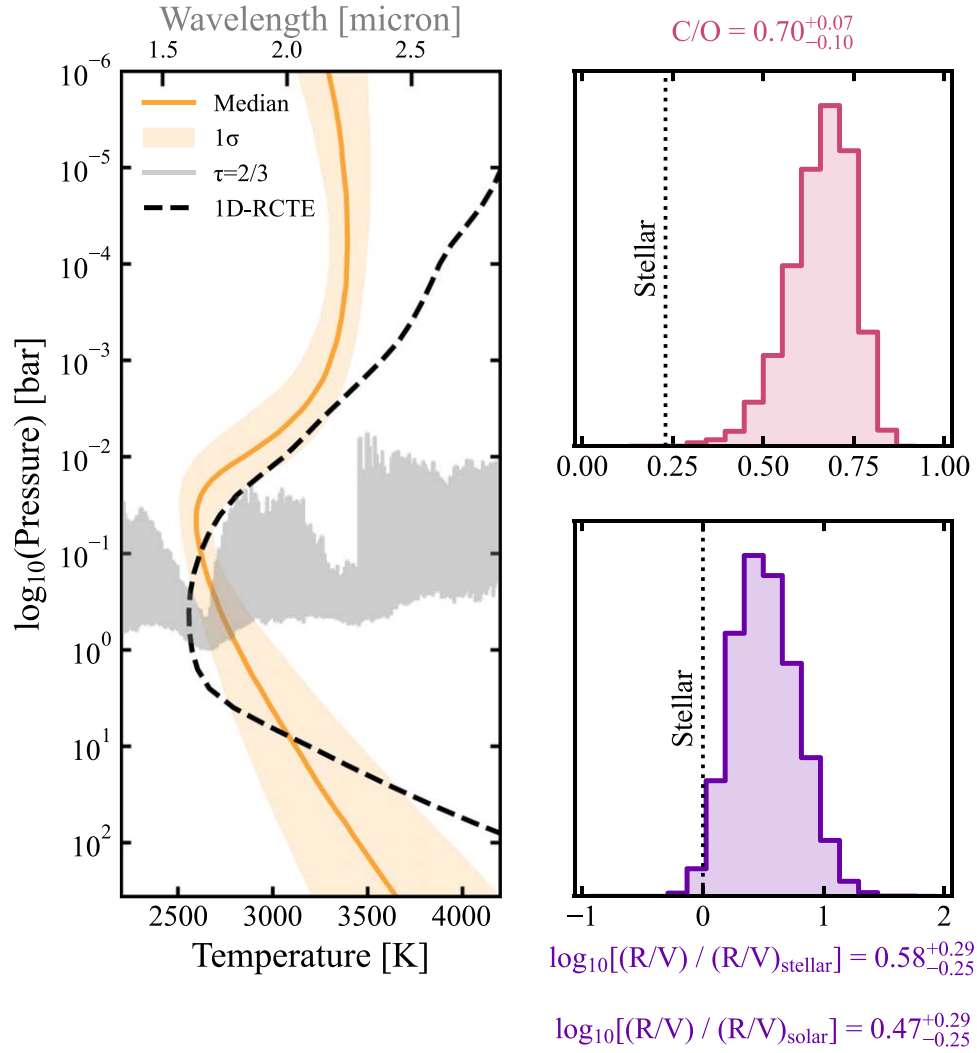 Wavelength [micron]
1.5 2.0 2.5
C/O = 0.70^{+0.07}_{-0.10}
10⁻⁶
10⁻⁵
10⁻⁴
10⁻³
10⁻²
10⁻¹
10⁰
10¹
10²
log₁₀(Pressure) [bar]
Median
1σ
τ=2/3
1D-RCTE
2500 3000 3500 4000
Temperature [K]
Stellar
0.00 0.25 0.50 0.75 1.00
Stellar
−1 0 1 2
log₁₀[(R/V) / (R/V)_{stellar}] = 0.58^{+0.29}_{-0.25}
log₁₀[(R/V) / (R/V)_{solar}] = 0.47^{+0.29}_{-0.25}